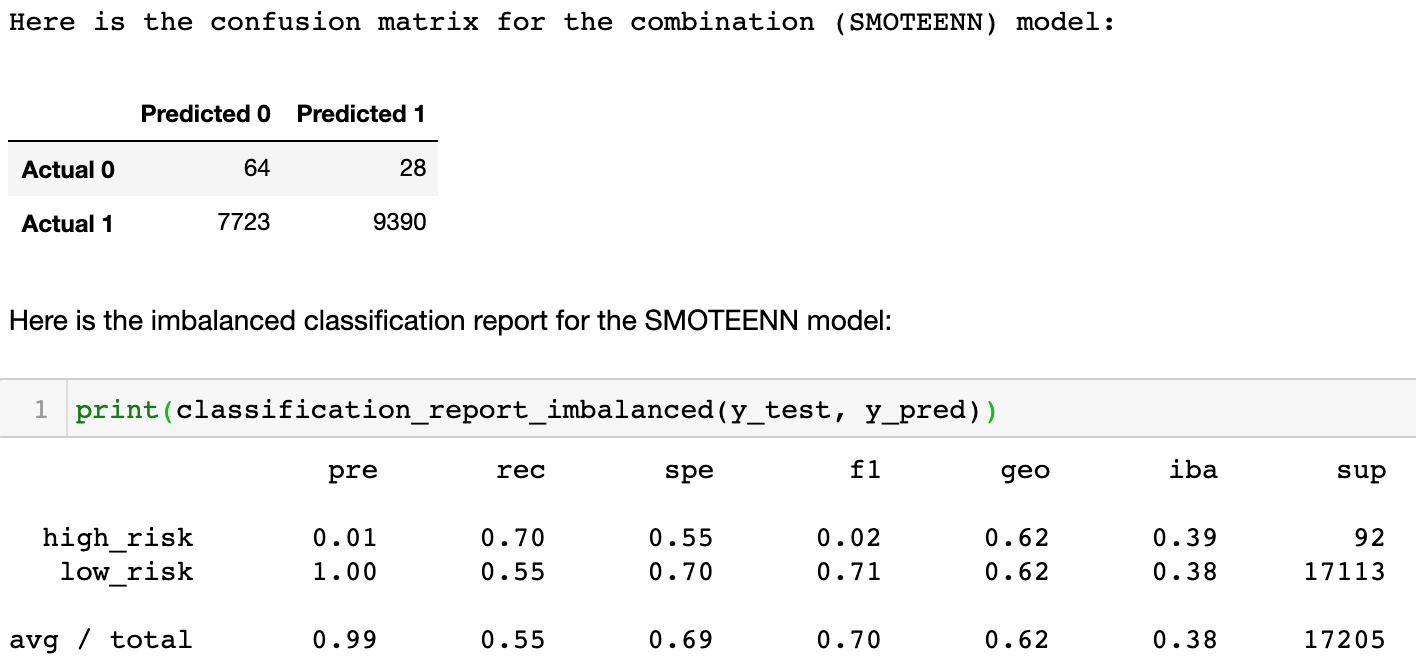 Here is the confusion matrix for the combination (SMOTEENN) model:
Predicted 0 Predicted 1
Actual 0 64 28
Actual 1 7723 9390
Here is the imbalanced classification report for the SMOTEENN model:
1 print(classification_report_imbalanced(y_test, y_pred))
pre rec spe f1 geo iba sup
high_risk 0.01 0.70 0.55 0.02 0.62 0.39 92
low_risk 1.00 0.55 0.70 0.71 0.62 0.38 17113
avg / total 0.99 0.55 0.69 0.70 0.62 0.38 17205